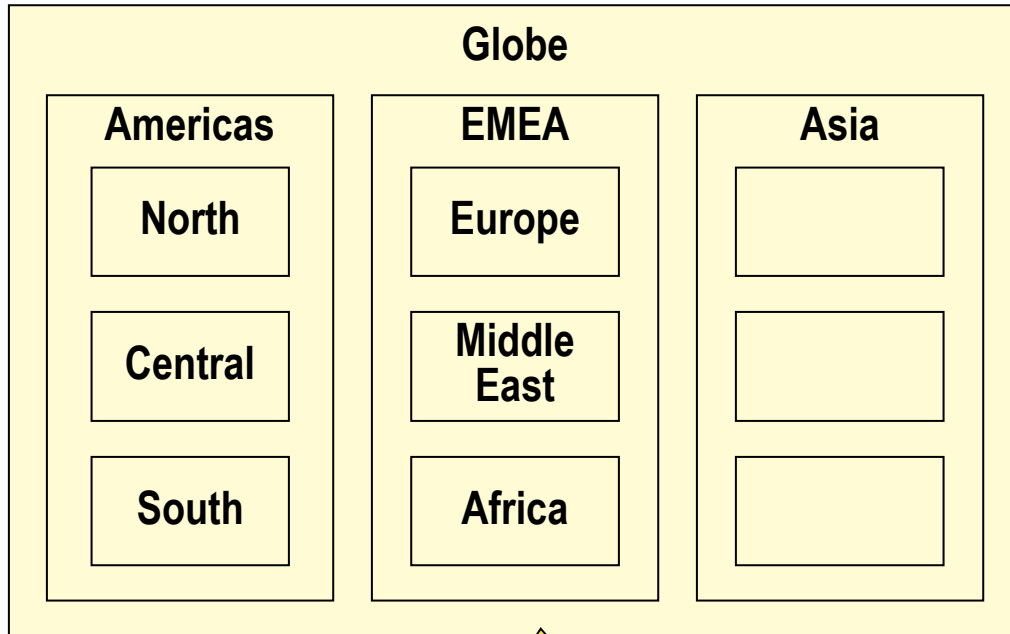 Globe
Americas
North
Central
South
EMEA
Europe
Middle
East
Africa
Asia